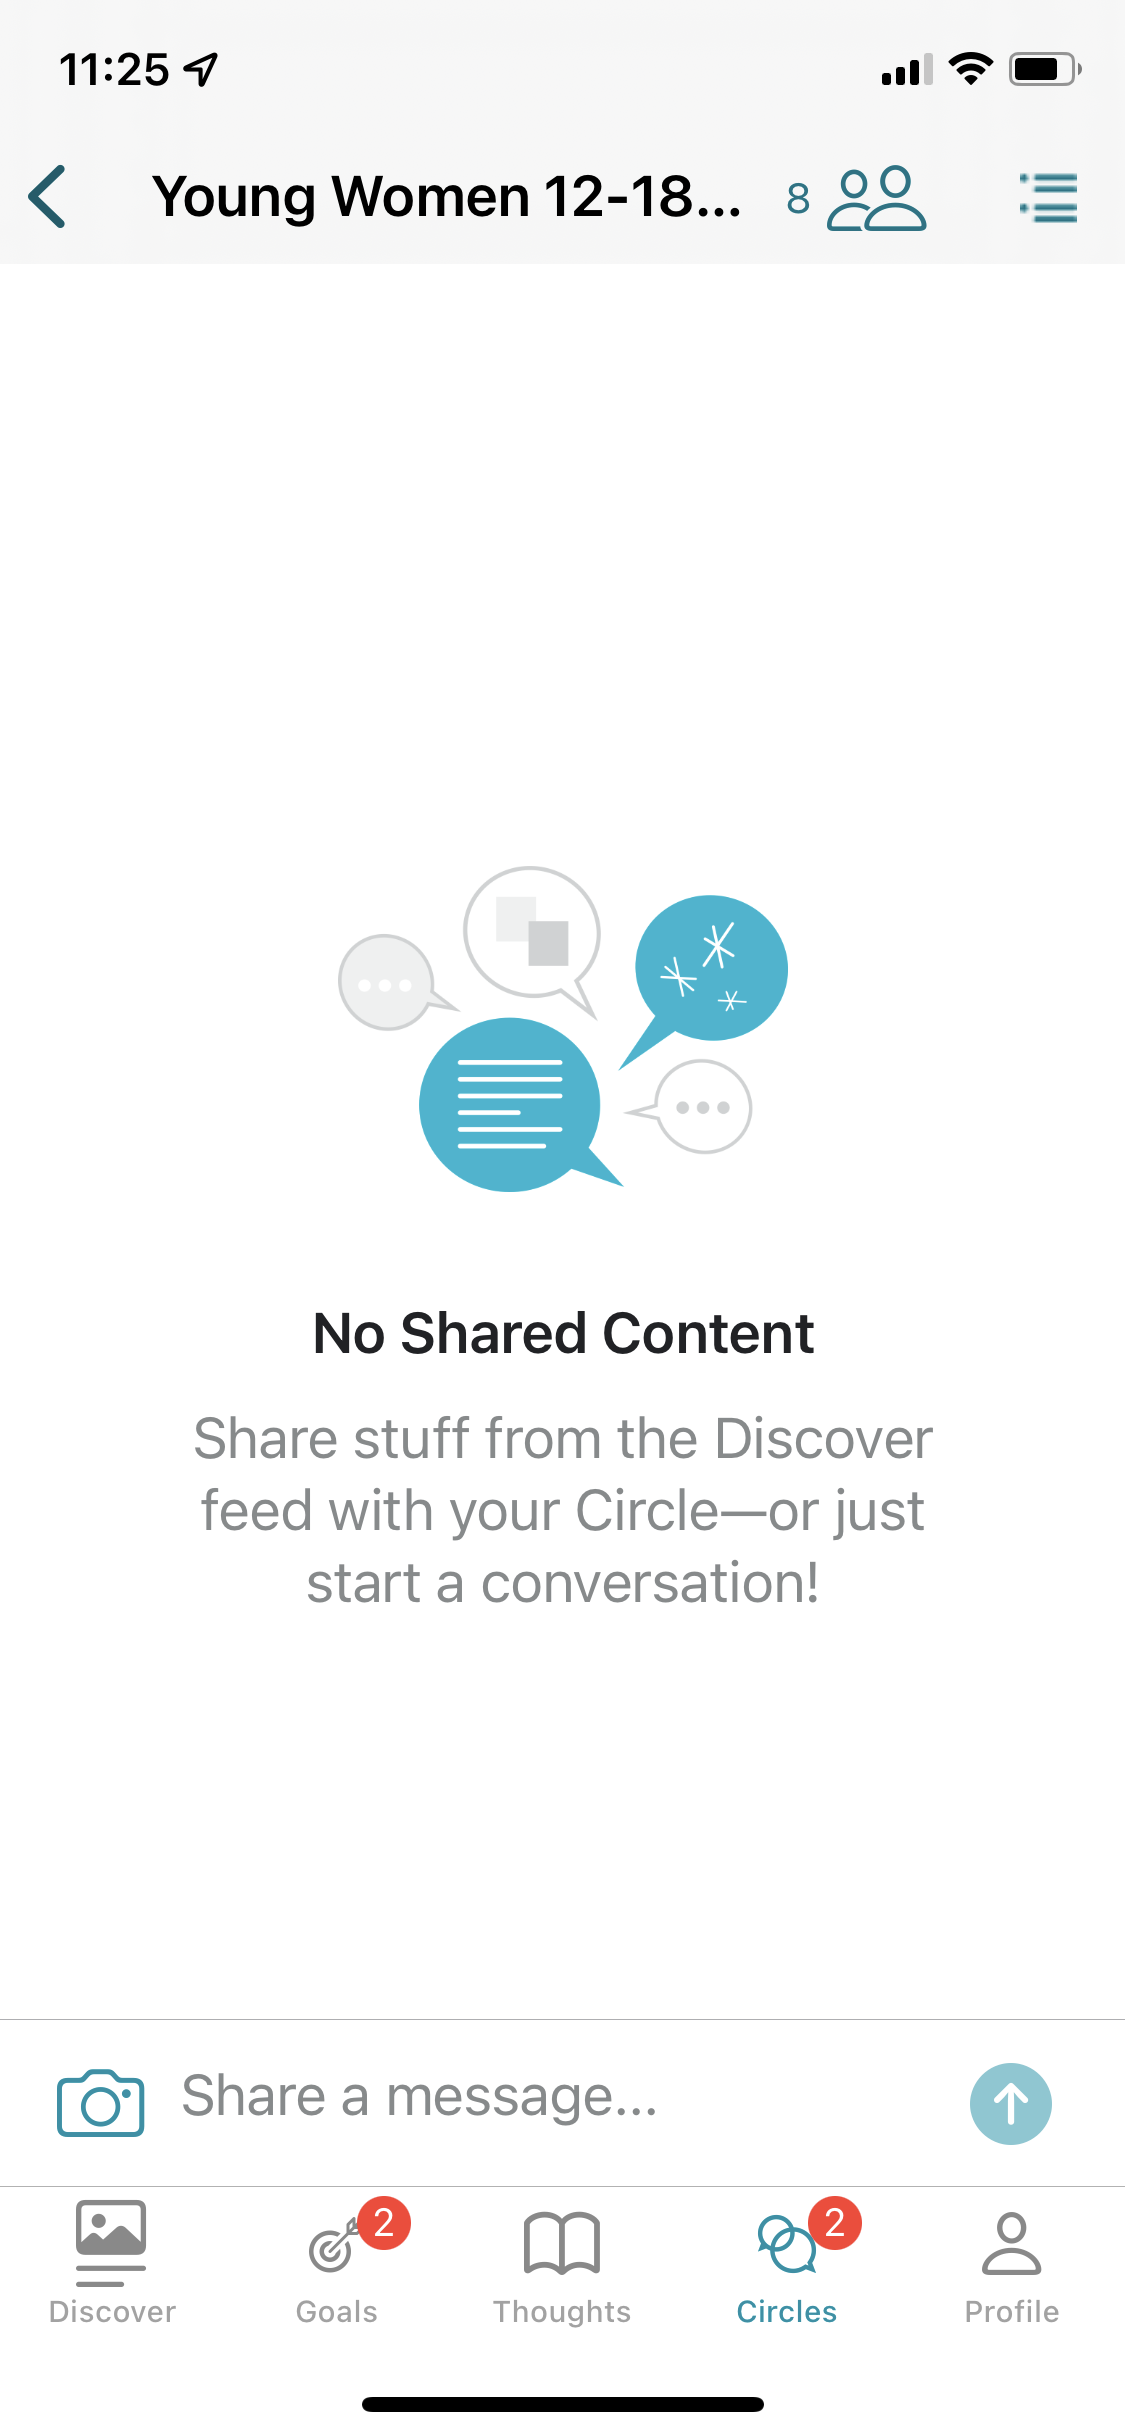 11:25
Young Women 12-18...
8
No Shared Content
Share stuff from the Discover
feed with your Circle—or just
start a conversation!
Share a message...
2
2
Discover
Goals
Thoughts
Circles
Profile